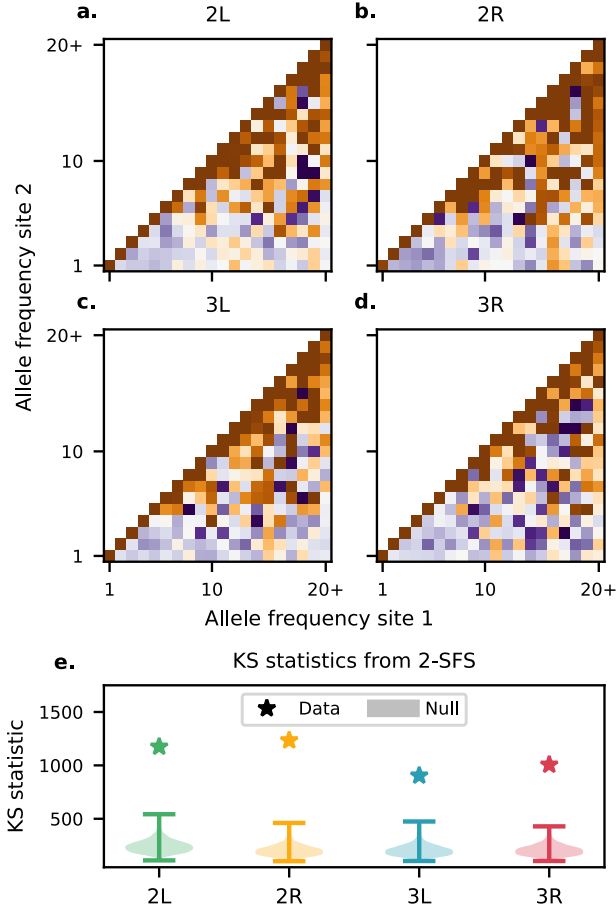 a.
2L
b.
2R
20+
10
1
c.
3L
d.
3R
20+
10
1
1
10
20+
1
10
20+
Allele frequency site 2
Allele frequency site 1
e.
KS statistics from 2-SFS
Data
Null
1500
1000
500
KS statistic
2L
2R
3L
3R